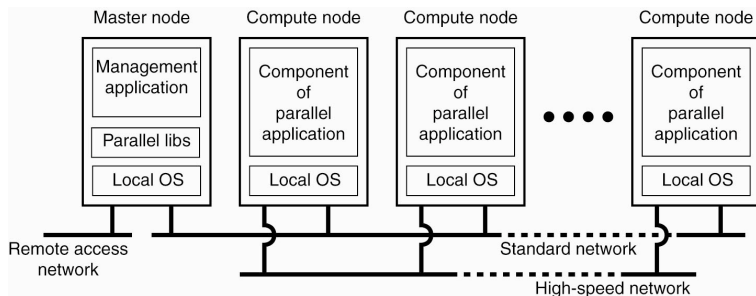 Master node
Compute node
Compute node
Compute node
Management
application
Parallel libs
Local OS
Component
of
parallel
application
Local OS
Component
of
parallel
application
Local OS
Component
of
parallel
application
Local OS
Remote access
network
Standard network
High-speed network